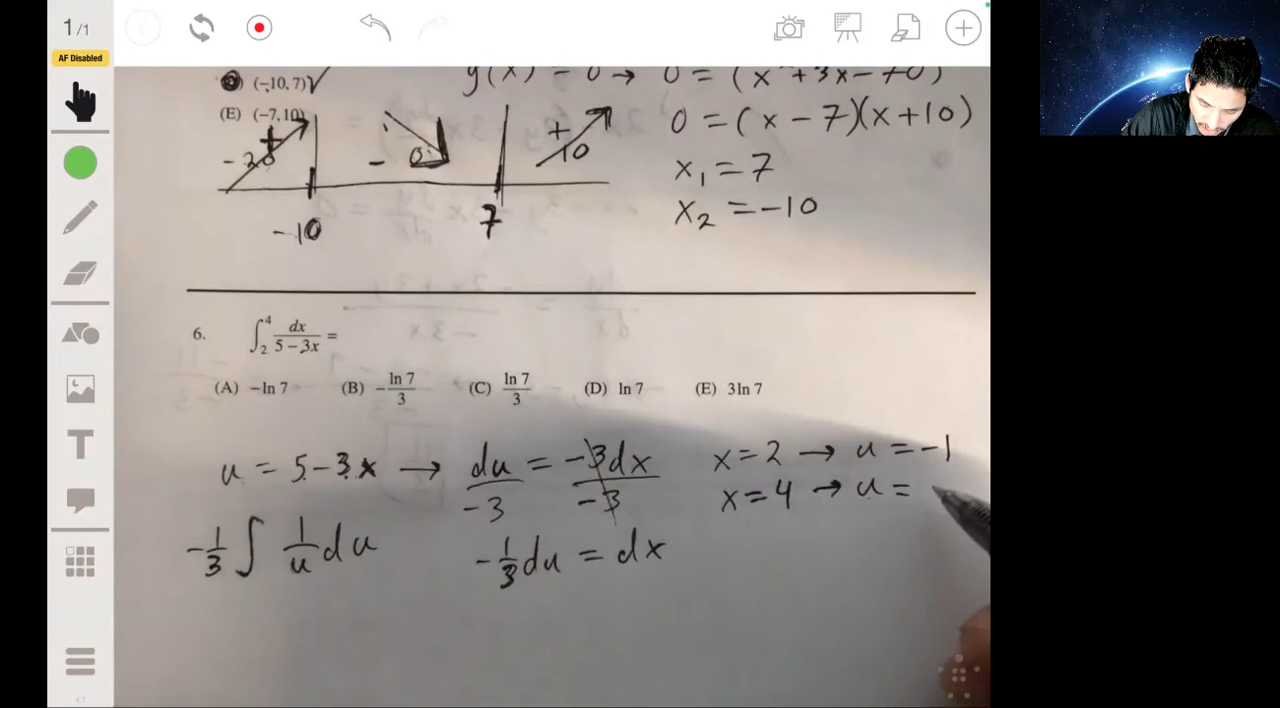 1/1
AF Disabled
(−10, 7) ✓
y(x) = 0 → 0 = (x² + 3x − 70)
(E) (−7, 10)
0 = (x − 7)(x + 10)
+ − +
−20 0 10
x₁ = 7
x₂ = −10
−10 7
6. ∫₂⁴ dx/(5 − 3x) =
(A) −ln 7 (B) −ln 7/3 (C) ln 7/3 (D) ln 7 (E) 3 ln 7
u = 5 − 3x → du/−3 = −3dx/−3 x = 2 → u = −1
x = 4 → u =
−1/3 ∫ 1/u du −1/3 du = dx
T